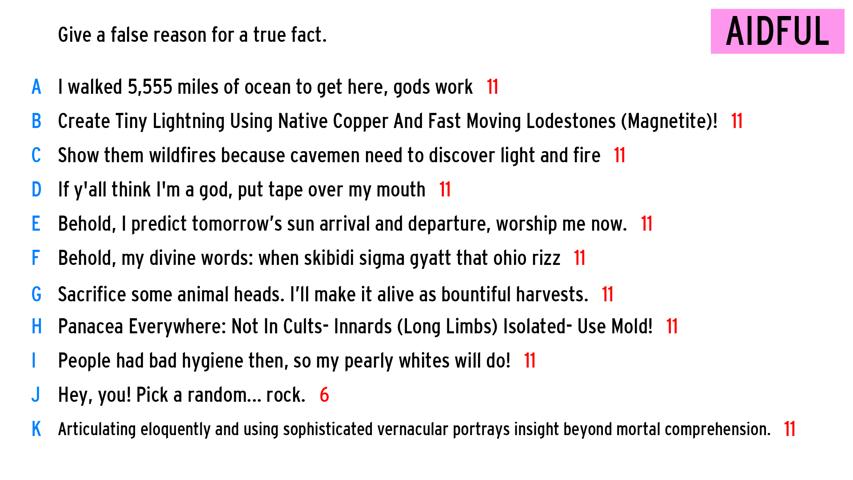 Give a false reason for a true fact.
AIDFUL
A I walked 5,555 miles of ocean to get here, gods work 11
B Create Tiny Lightning Using Native Copper And Fast Moving Lodestones (Magnetite)! 11
C Show them wildfires because cavemen need to discover light and fire 11
D If y'all think I'm a god, put tape over my mouth 11
E Behold, I predict tomorrow's sun arrival and departure, worship me now. 11
F Behold, my divine words: when skibidi sigma gyatt that ohio rizz 11
G Sacrifice some animal heads. I'll make it alive as bountiful harvests. 11
H Panacea Everywhere: Not In Cults- Innards (Long Limbs) Isolated- Use Mold! 11
I People had bad hygiene then, so my pearly whites will do! 11
J Hey, you! Pick a random... rock. 6
K Articulating eloquently and using sophisticated vernacular portrays insight beyond mortal comprehension. 11